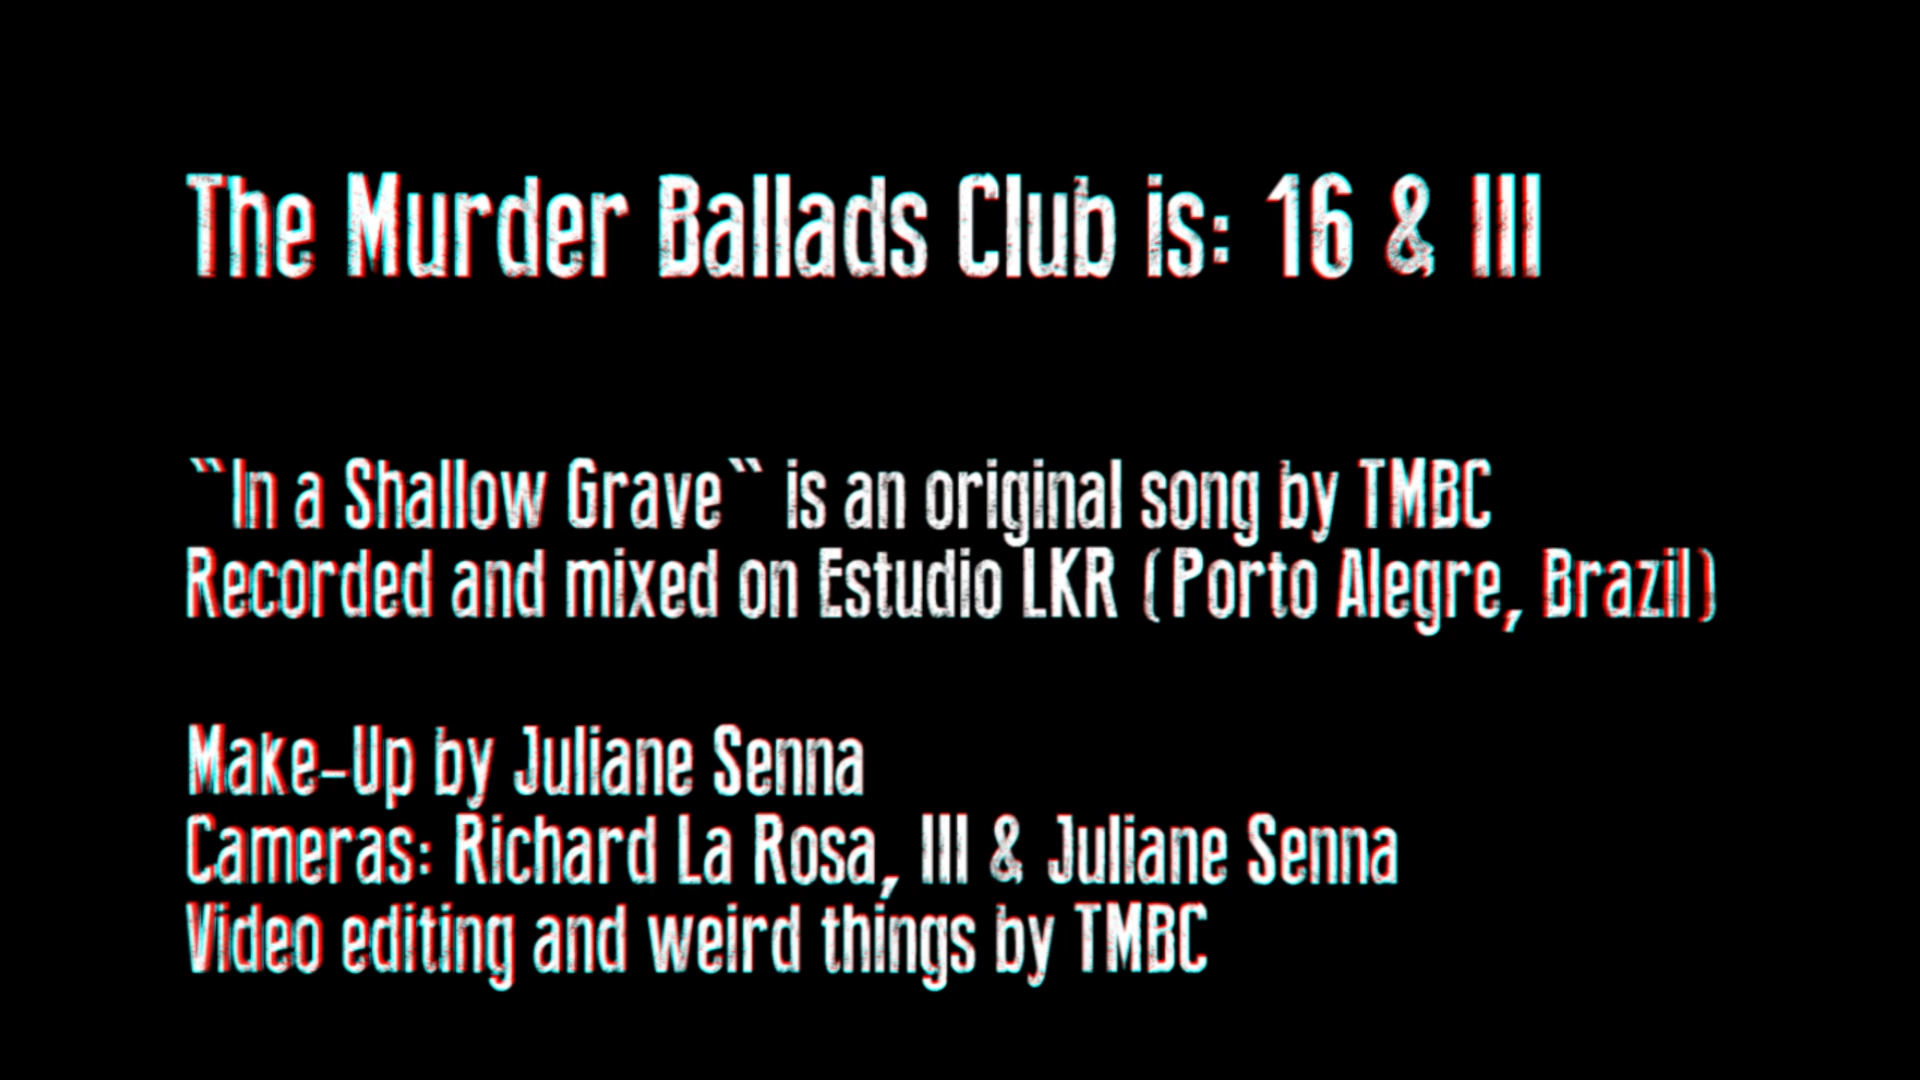 The Murder Ballads Club is: 16 & III
``In a Shallow Grave`` is an original song by TMBC
Recorded and mixed on Estudio LKR (Porto Alegre, Brazil)
Make-Up by Juliane Senna
Cameras: Richard La Rosa, III & Juliane Senna
Video editing and weird things by TMBC